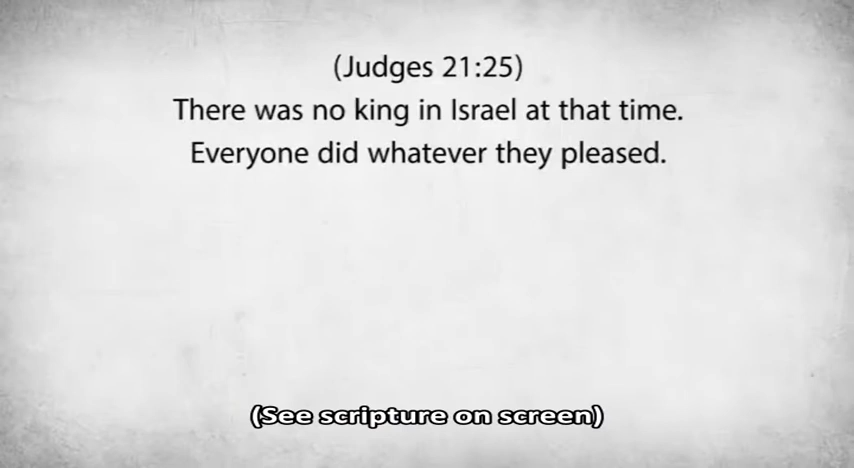 (Judges 21:25)
There was no king in Israel at that time.
Everyone did whatever they pleased.
(See scripture on screen)